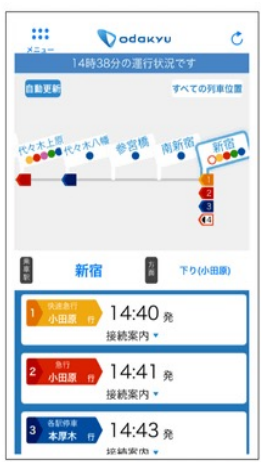 メニュー
odakyu
14時38分の運行状況です
自動更新
すべての列車位置
代々木上原
代々木八幡
参宮橋
南新宿
新宿
1
2
3
4
乗車駅
新宿
方面
下り(小田原)
1
快速急行
小田原 行
14:40 発
接続案内 ▼
2
急行
小田原 行
14:41 発
接続案内 ▼
3
各駅停車
本厚木 行
14:43 発
接続案内 ▼